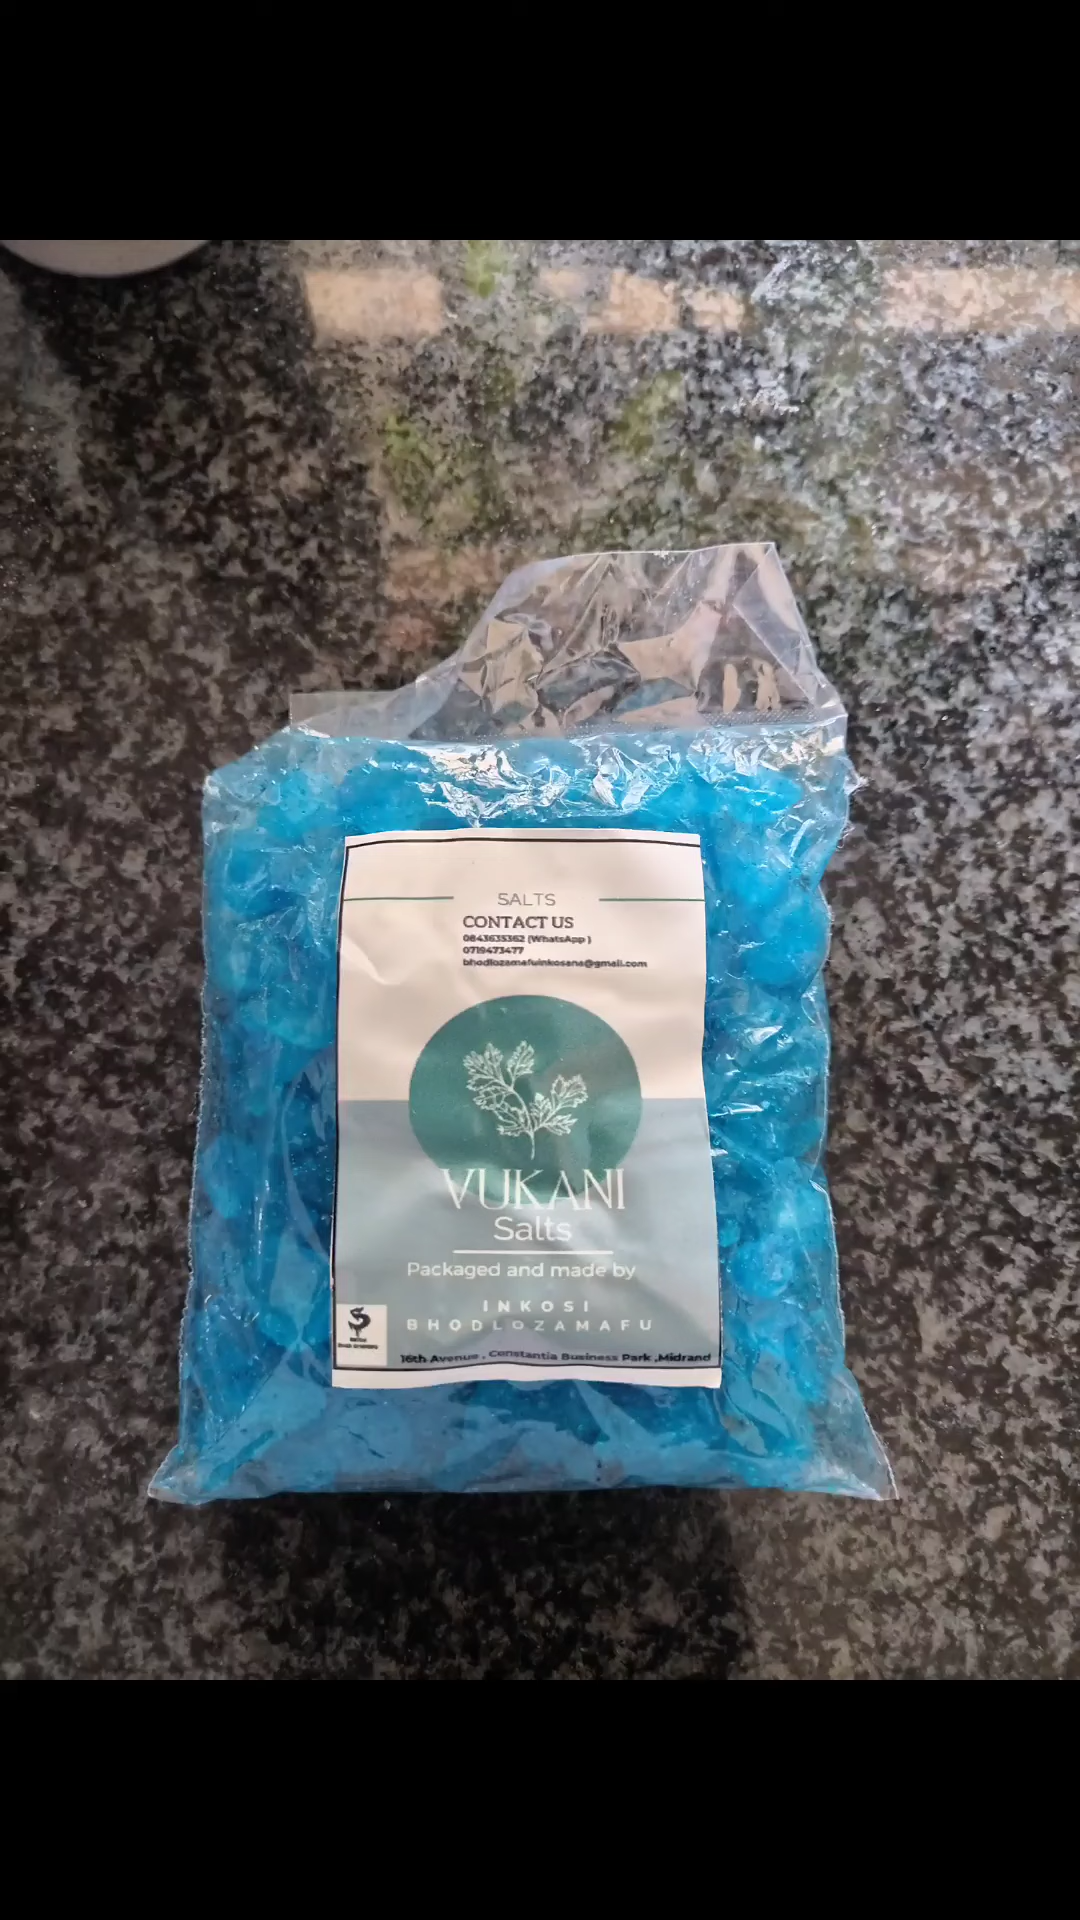 SALTS
CONTACT US
0843635362 (WhatsApp )
0719473477
bhodlozamafuinkosana@gmail.com
VUKANI
Salts
Packaged and made by
INKOSI
BHODLOZAMAFU
16th Avenue , Constantia Business Park ,Midrand